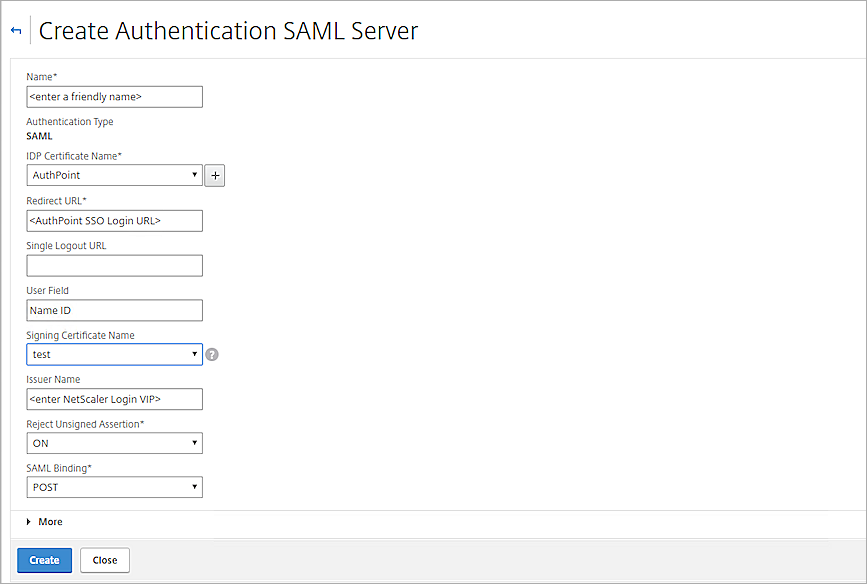 Create Authentication SAML Server
Name*
<enter a friendly name>
Authentication Type
SAML
IDP Certificate Name*
AuthPoint
+
Redirect URL*
<AuthPoint SSO Login URL>
Single Logout URL
User Field
Name ID
Signing Certificate Name
test
?
Issuer Name
<enter NetScaler Login VIP>
Reject Unsigned Assertion*
ON
SAML Binding*
POST
More
Create
Close